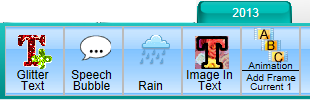 2013
Glitter
Text
Speech
Bubble
Rain
Image In
Text
A
B
C
Animation
Add Frame
Current 1